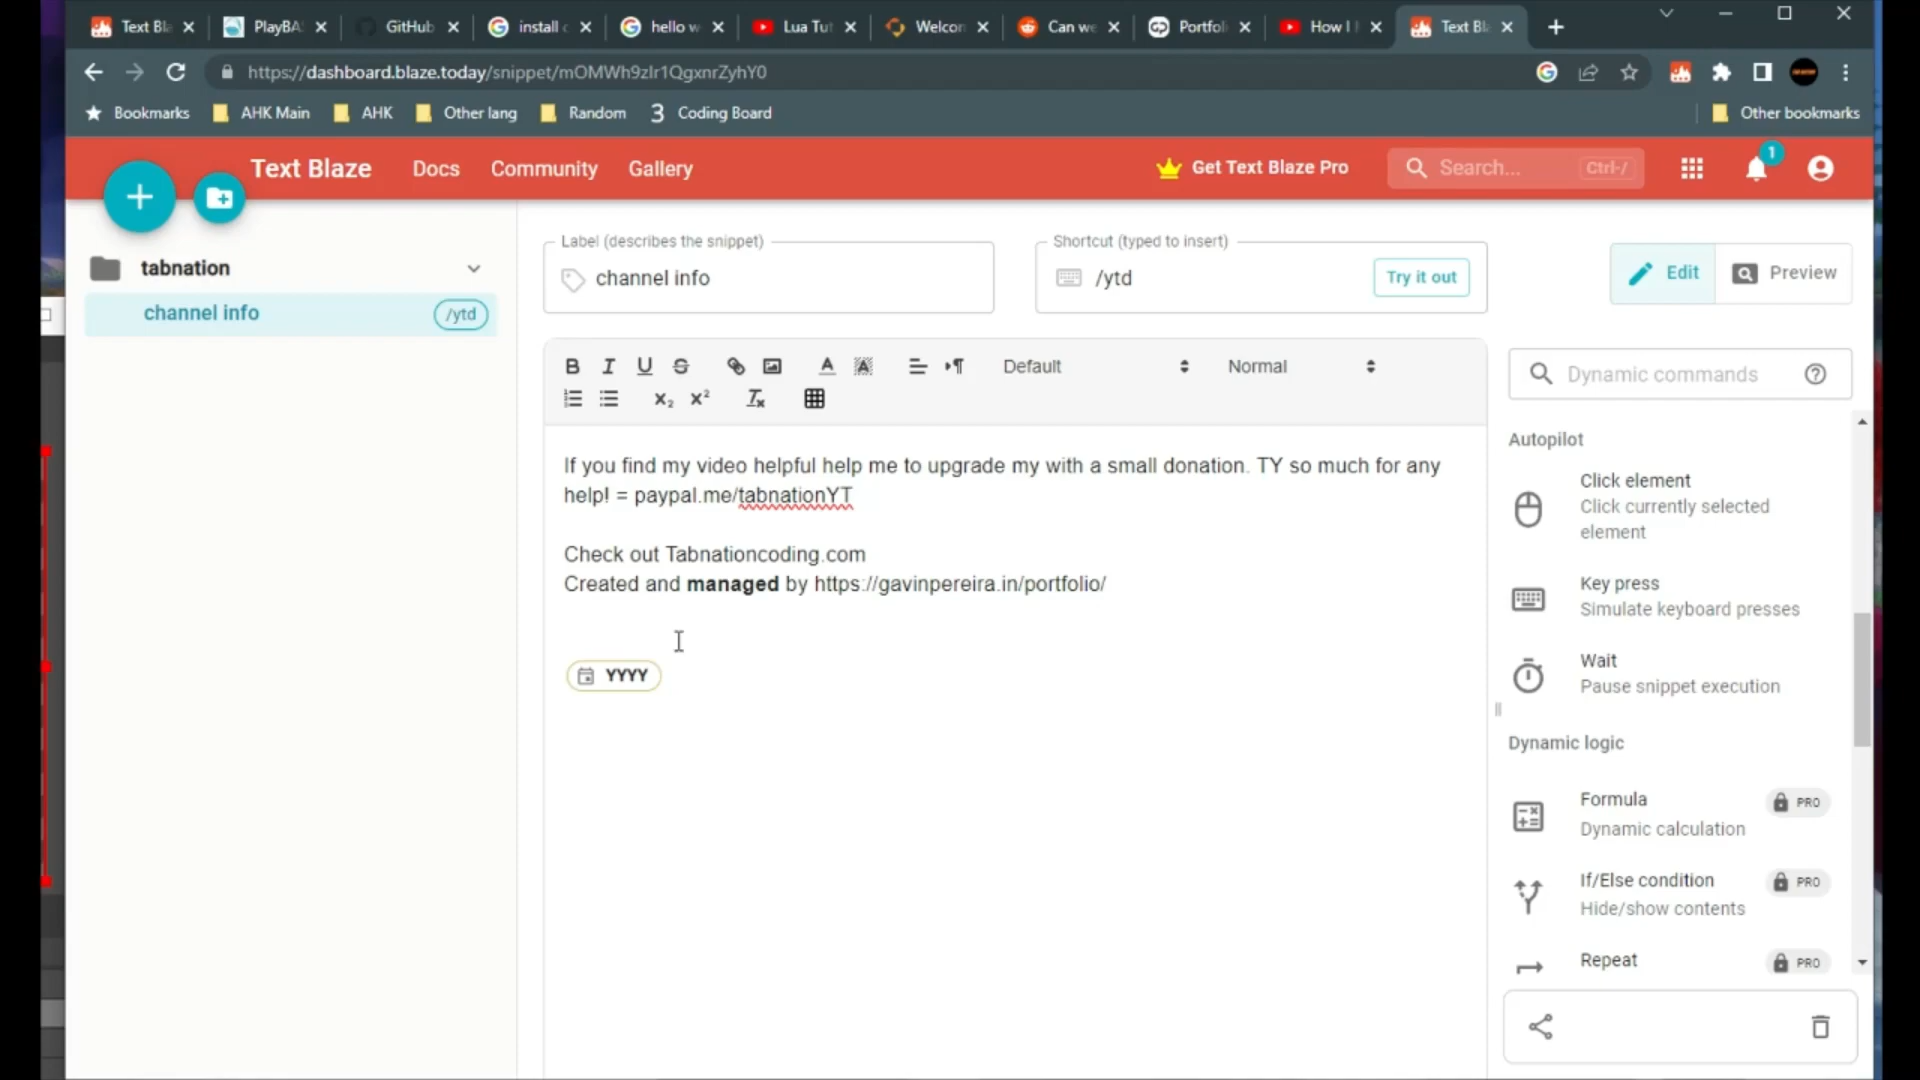 Text Bla
PlayBA
GitHub
install c
hello w
Lua Tut
Welcom
Can we
Portfoli
How I
Text Bl
https://dashboard.blaze.today/snippet/mOMWh9zIr1QgxnrZyhY0
Bookmarks
AHK Main
AHK
Other lang
Random
Coding Board
Other bookmarks
Text Blaze
Docs
Community
Gallery
Get Text Blaze Pro
Search...
Ctrl-/
1
tabnation
channel info
/ytd
Label (describes the snippet)
channel info
Shortcut (typed to insert)
/ytd
Try it out
Edit
Preview
Default
Normal
If you find my video helpful help me to upgrade my with a small donation. TY so much for any
help! = paypal.me/tabnationYT
Check out Tabnationcoding.com
Created and managed by https://gavinpereira.in/portfolio/
YYYY
Dynamic commands
Autopilot
Click element
Click currently selected
element
Key press
Simulate keyboard presses
Wait
Pause snippet execution
Dynamic logic
Formula
PRO
Dynamic calculation
If/Else condition
PRO
Hide/show contents
Repeat
PRO